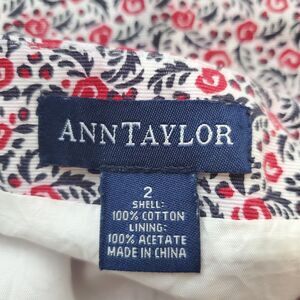 ANNTAYLOR
2
SHELL:
100% COTTON
LINING:
100% ACETATE
MADE IN CHINA